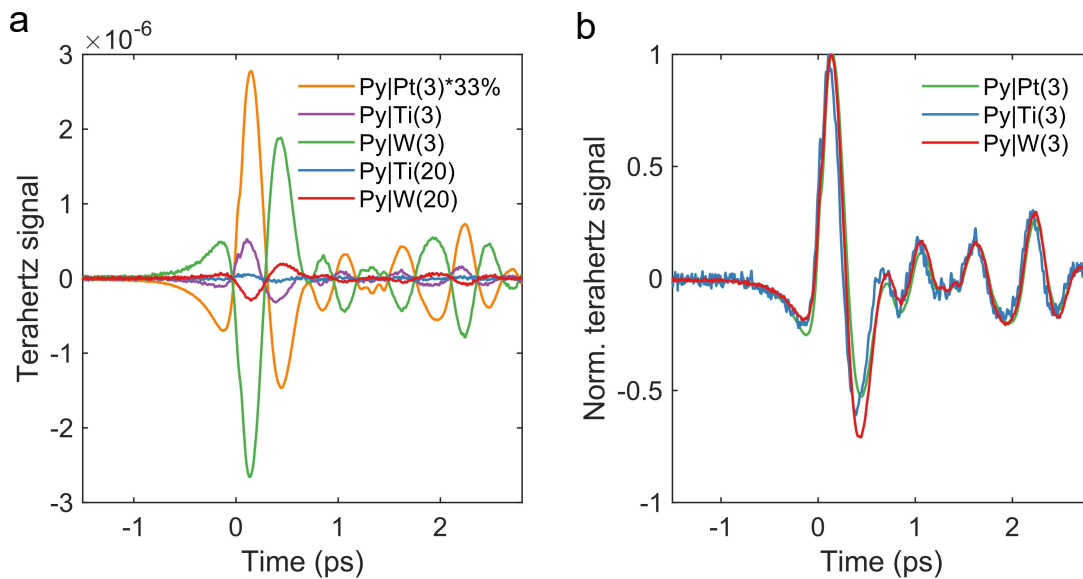 a
×10⁻⁶
3
2
1
0
-1
-2
-3
-1
0
1
2
Terahertz signal
Time (ps)
Py|Pt(3)*33%
Py|Ti(3)
Py|W(3)
Py|Ti(20)
Py|W(20)
b
1
0.5
0
-0.5
-1
-1
0
1
2
Norm. terahertz signal
Time (ps)
Py|Pt(3)
Py|Ti(3)
Py|W(3)